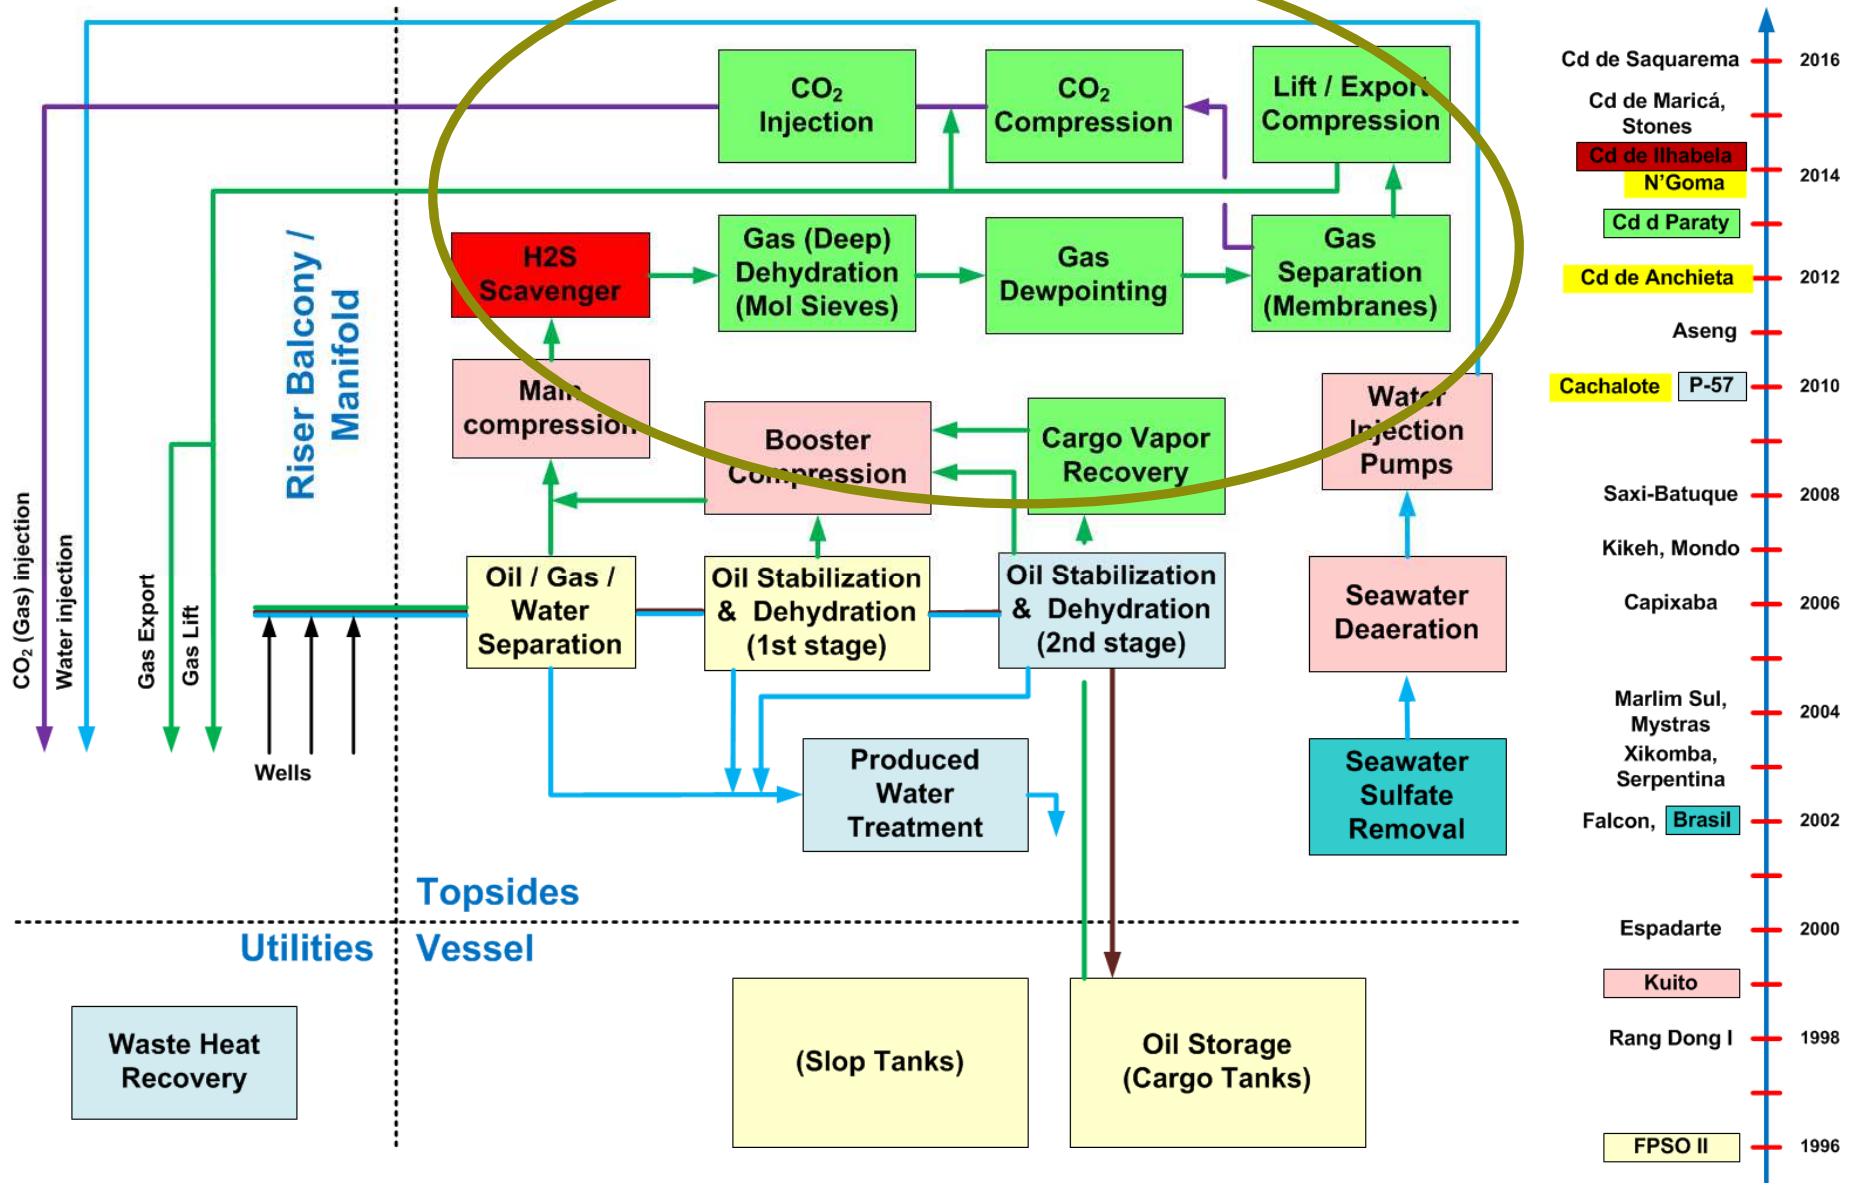 CO₂
Injection
CO₂
Compression
Lift / Export
Compression
H2S
Scavenger
Gas (Deep)
Dehydration
(Mol Sieves)
Gas
Dewpointing
Gas
Separation
(Membranes)
Main
compression
Booster
Compression
Cargo Vapor
Recovery
Water
Injection
Pumps
Riser Balcony /
Manifold
CO₂ (Gas) injection
Water injection
Gas Export
Gas Lift
Wells
Oil / Gas /
Water
Separation
Oil Stabilization
& Dehydration
(1st stage)
Oil Stabilization
& Dehydration
(2nd stage)
Seawater
Deaeration
Produced
Water
Treatment
Seawater
Sulfate
Removal
Topsides
Utilities
Vessel
Waste Heat
Recovery
(Slop Tanks)
Oil Storage
(Cargo Tanks)
Cd de Saquarema
2016
Cd de Maricá,
Stones
Cd de Ilhabela
N’Goma
2014
Cd d Paraty
Cd de Anchieta
2012
Aseng
Cachalote
P-57
2010
Saxi-Batuque
2008
Kikeh, Mondo
Capixaba
2006
Marlim Sul,
Mystras
2004
Xikomba,
Serpentina
Falcon,
Brasil
2002
Espadarte
2000
Kuito
Rang Dong I
1998
FPSO II
1996